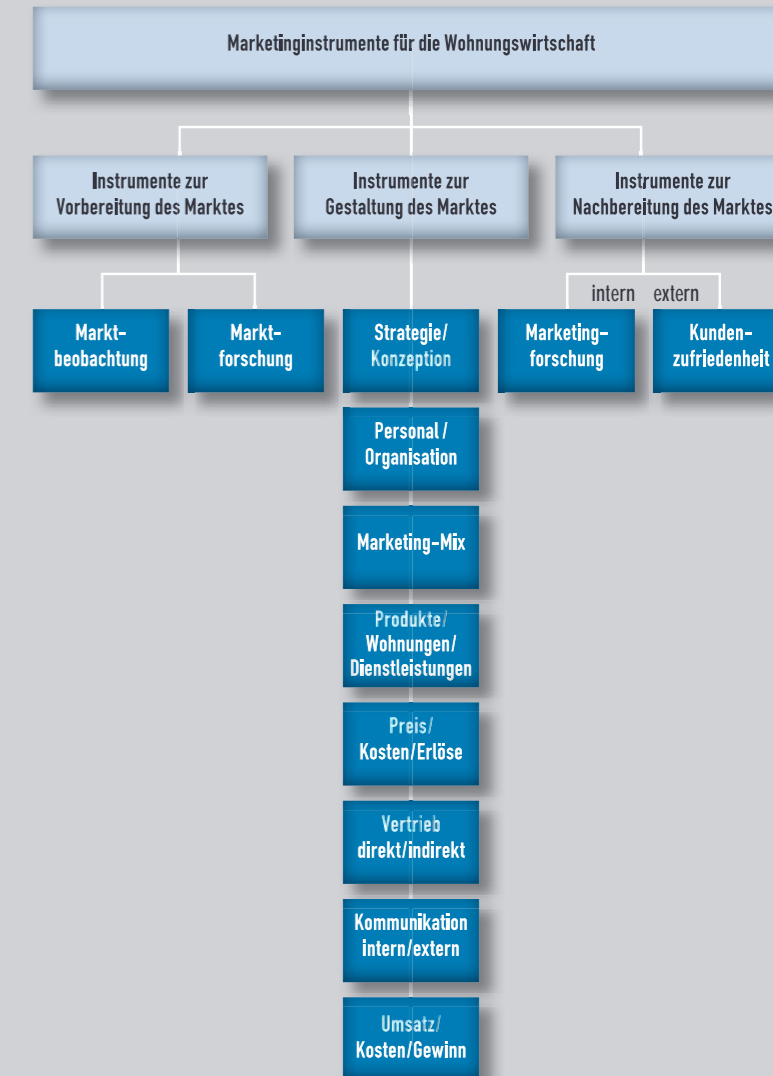 Marketinginstrumente für die Wohnungswirtschaft
Instrumente zur
Vorbereitung des Marktes
Instrumente zur
Gestaltung des Marktes
Instrumente zur
Nachbereitung des Marktes
intern extern
Markt-
beobachtung
Markt-
forschung
Strategie/
Konzeption
Marketing-
forschung
Kunden-
zufriedenheit
Personal /
Organisation
Marketing-Mix
Produkte/
Wohnungen/
Dienstleistungen
Preis/
Kosten/Erlöse
Vertrieb
direkt/indirekt
Kommunikation
intern/extern
Umsatz/
Kosten/Gewinn